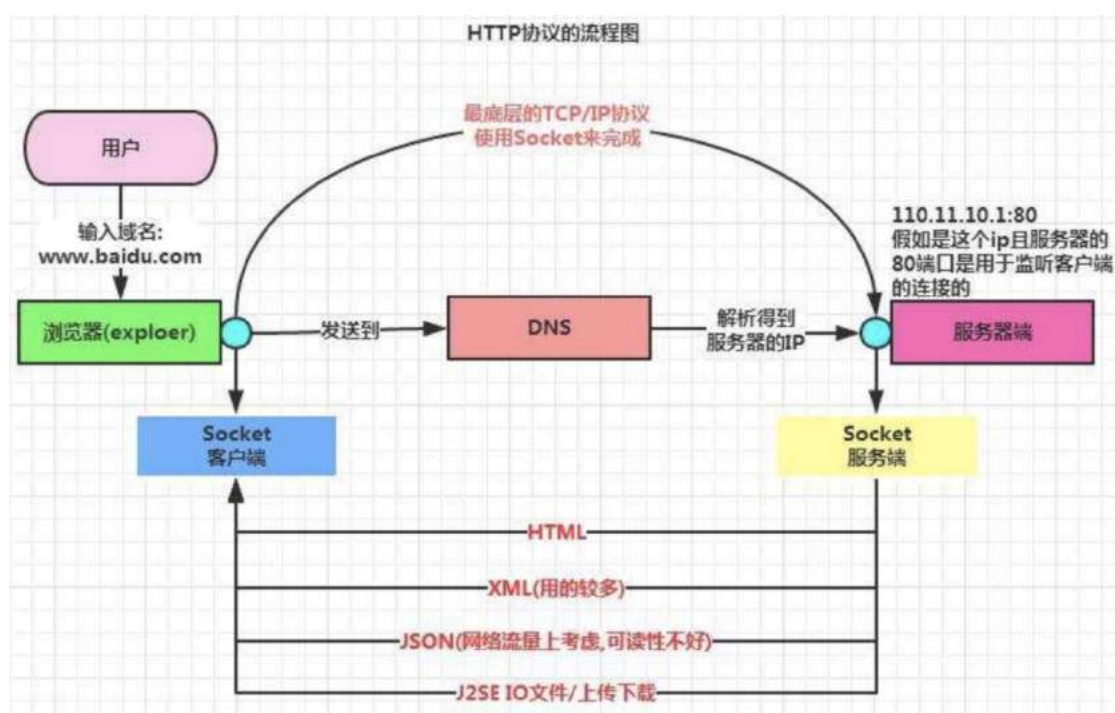 HTTP协议的流程图
最底层的TCP/IP协议
使用Socket来完成
用户
输入域名:
www.baidu.com
110.11.10.1:80
假如是这个ip且服务器的
80端口是用于监听客户端
的连接的
浏览器(exploer)
发送到
DNS
解析得到
服务器的IP
服务器端
Socket
客户端
Socket
服务端
HTML
XML(用的较多)
JSON(网络流量上考虑,可读性不好)
J2SE IO文件/上传下载